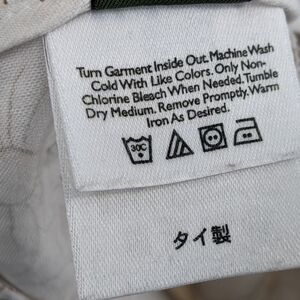 Turn Garment Inside Out. Machine Wash
Cold With Like Colors. Only Non-
Chlorine Bleach When Needed. Tumble
Dry Medium. Remove Promptly. Warm
Iron As Desired.
30C
タイ製